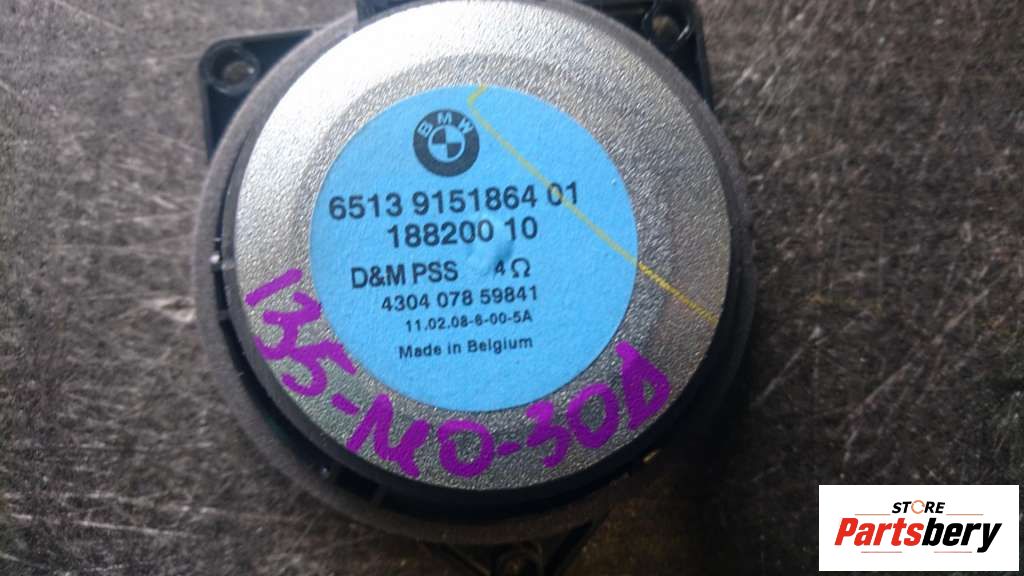 BMW
6513 9151864 01
188200 10
D&M PSS 4Ω
4304 078 59841
11.02.08-6-00-5A
Made in Belgium
135-MO-30D
STORE
Partsbery